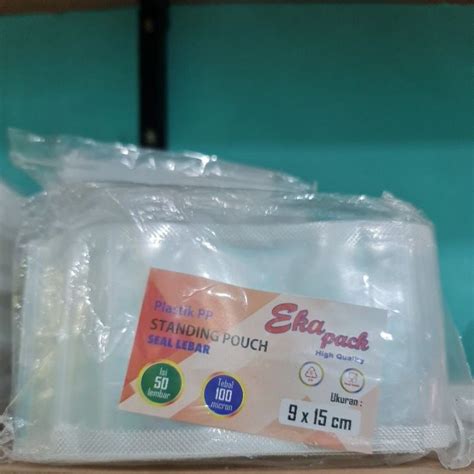 Plastik PP
STANDING POUCH
SEAL LEBAR
Isi
50
lembar
Tebal
100
micron
Eka
pack
High Quality
Ukuran :
9 x 15 cm